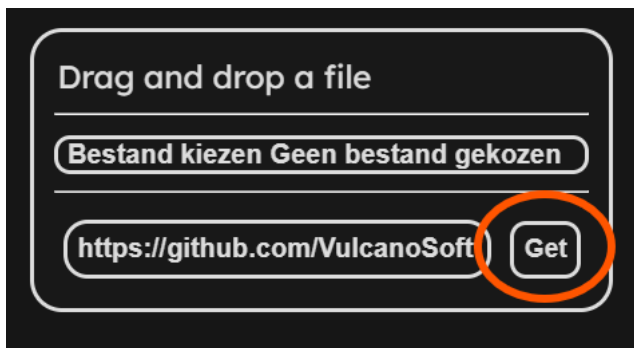 Drag and drop a file
Bestand kiezen Geen bestand gekozen
https://github.com/VulcanoSoft
Get